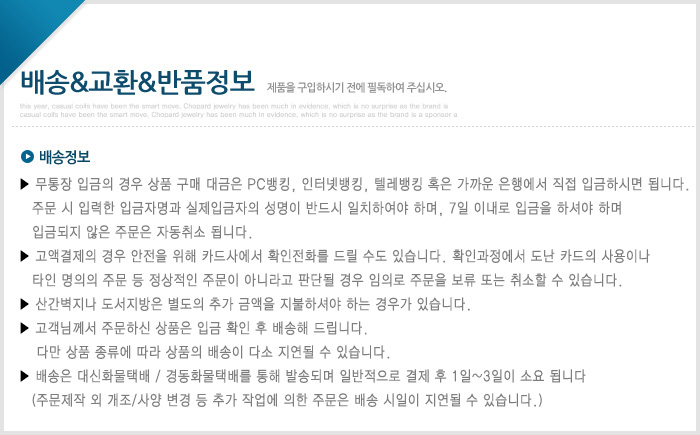 배송&교환&반품정보 제품을 구입하시기 전에 필독하여 주십시오.
this year, casual coits have been the smart move, Chopard jewelry has been much in evidence, which is no surprise as the brand is
casual coits have been the smart move, Chopard jewelry has been much in evidence, which is no surprise as the brand is a sponsor a
배송정보
▶ 무통장 입금의 경우 상품 구매 대금은 PC뱅킹, 인터넷뱅킹, 텔레뱅킹 혹은 가까운 은행에서 직접 입금하시면 됩니다.
주문 시 입력한 입금자명과 실제입금자의 성명이 반드시 일치하여야 하며, 7일 이내로 입금을 하셔야 하며
입금되지 않은 주문은 자동취소 됩니다.
▶ 고액결제의 경우 안전을 위해 카드사에서 확인전화를 드릴 수도 있습니다. 확인과정에서 도난 카드의 사용이나
타인 명의의 주문 등 정상적인 주문이 아니라고 판단될 경우 임의로 주문을 보류 또는 취소할 수 있습니다.
▶ 산간벽지나 도서지방은 별도의 추가 금액을 지불하셔야 하는 경우가 있습니다.
▶ 고객님께서 주문하신 상품은 입금 확인 후 배송해 드립니다.
다만 상품 종류에 따라 상품의 배송이 다소 지연될 수 있습니다.
▶ 배송은 대신화물택배 / 경동화물택배를 통해 발송되며 일반적으로 결제 후 1일~3일이 소요 됩니다
(주문제작 외 개조/사양 변경 등 추가 작업에 의한 주문은 배송 시일이 지연될 수 있습니다.)